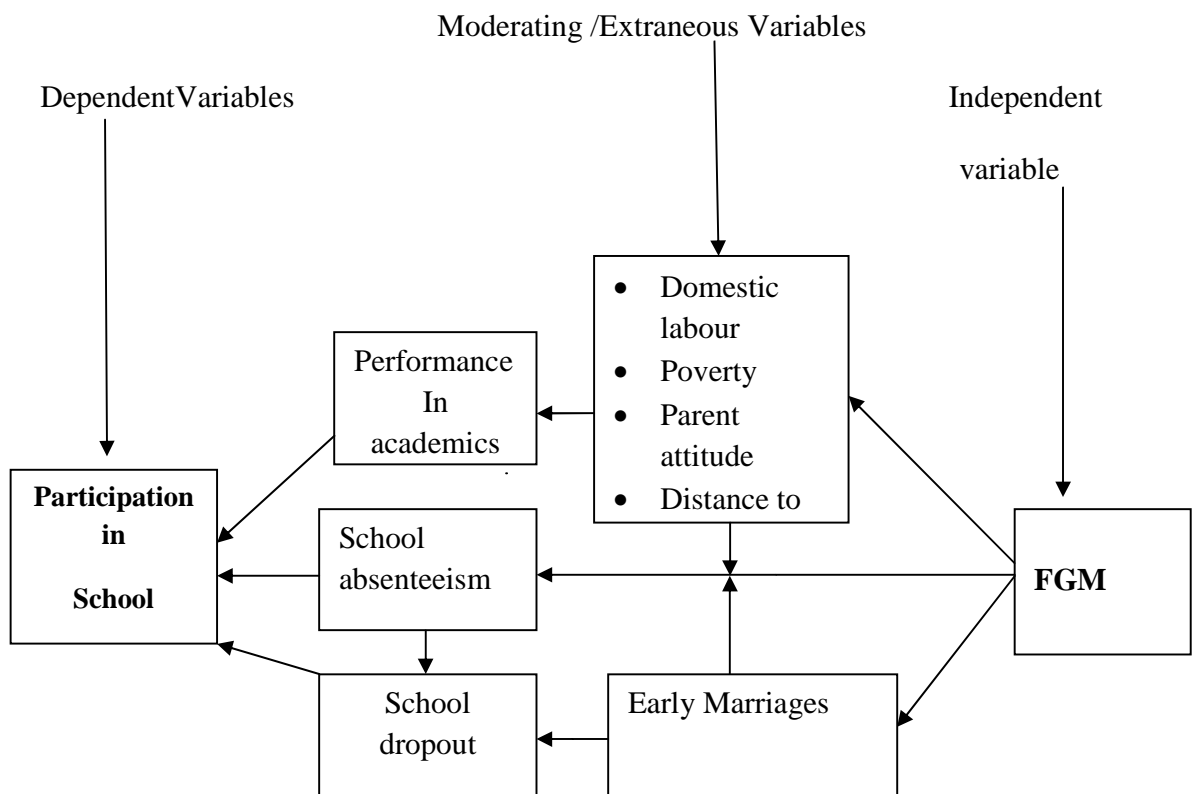 Moderating /Extraneous Variables
DependentVariables
Independent
variable
• Domestic
labour
• Poverty
• Parent
attitude
• Distance to
Performance
In
academics
Participation
in
School
School
absenteeism
FGM
School
dropout
Early Marriages